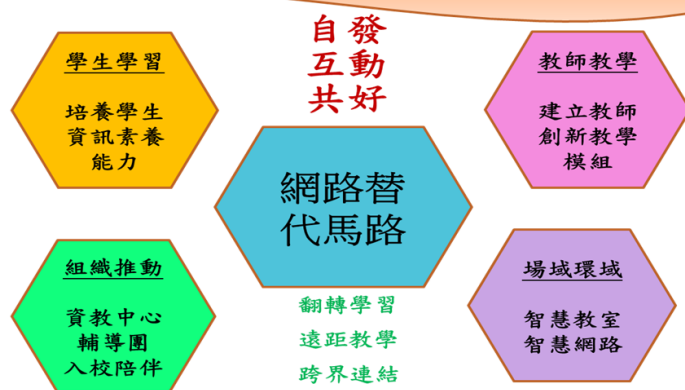 學生學習
培養學生
資訊素養
能力
自發
互動
共好
教師教學
建立教師
創新教學
模組
網路替
代馬路
組織推動
資教中心
輔導團
入校陪伴
翻轉學習
遠距教學
跨界連結
場域環域
智慧教室
智慧網路